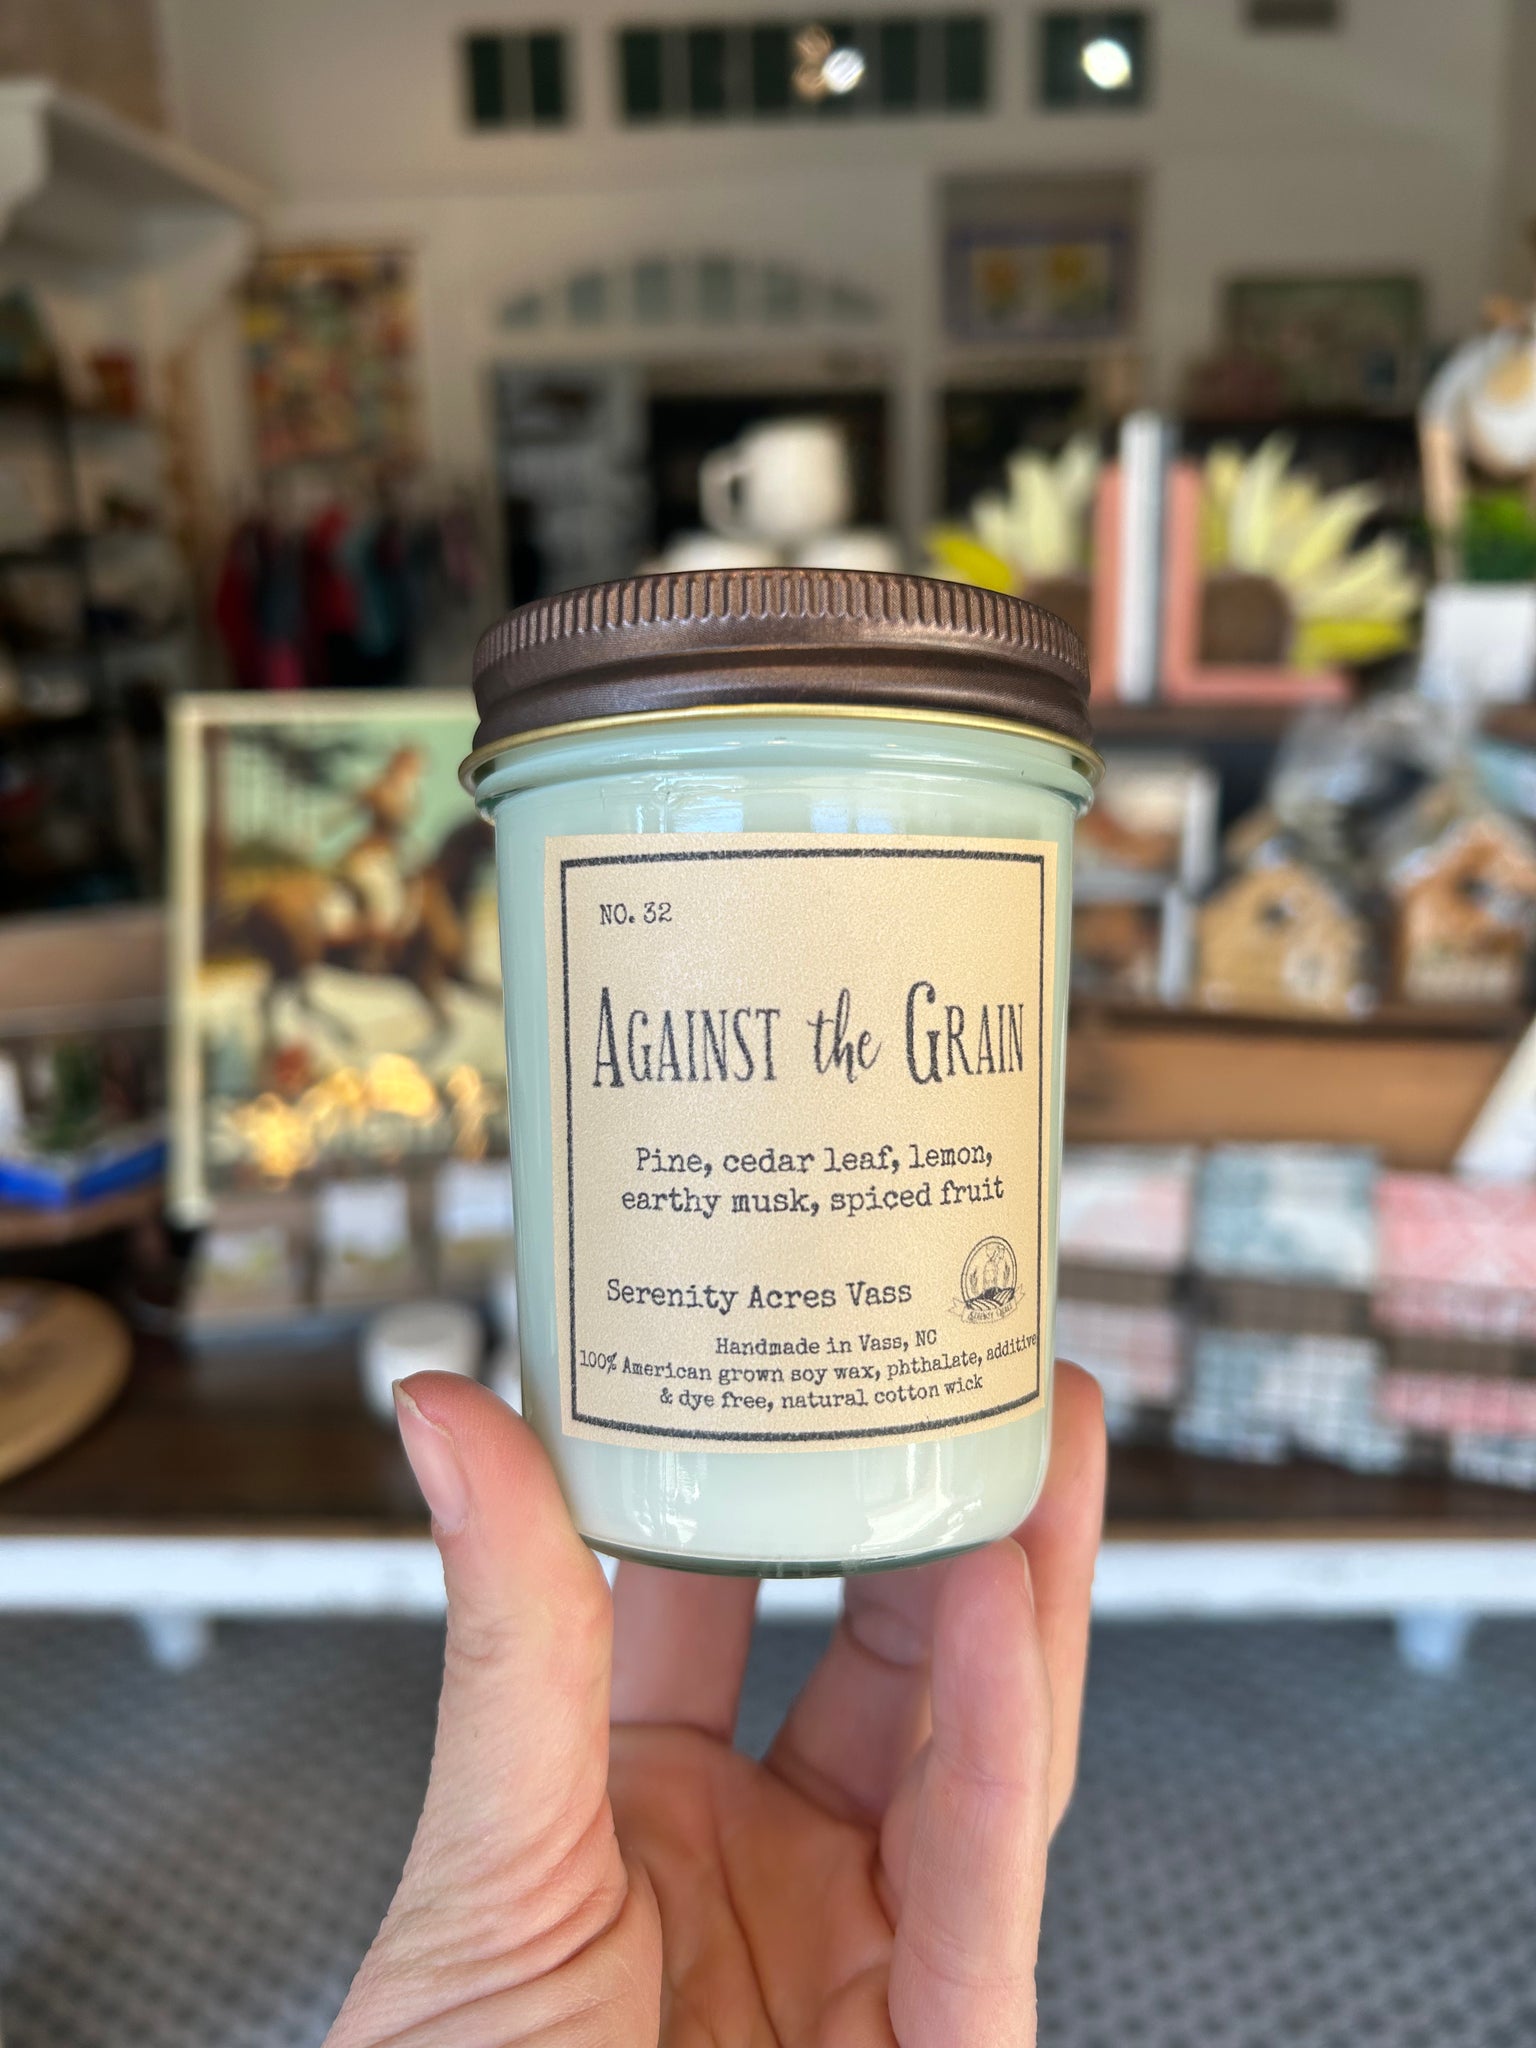 NO. 32
AGAINST the GRAIN
Pine, cedar leaf, lemon,
earthy musk, spiced fruit
Serenity Acres Vass
Handmade in Vass, NC
100% American grown soy wax, phthalate, additive
& dye free, natural cotton wick